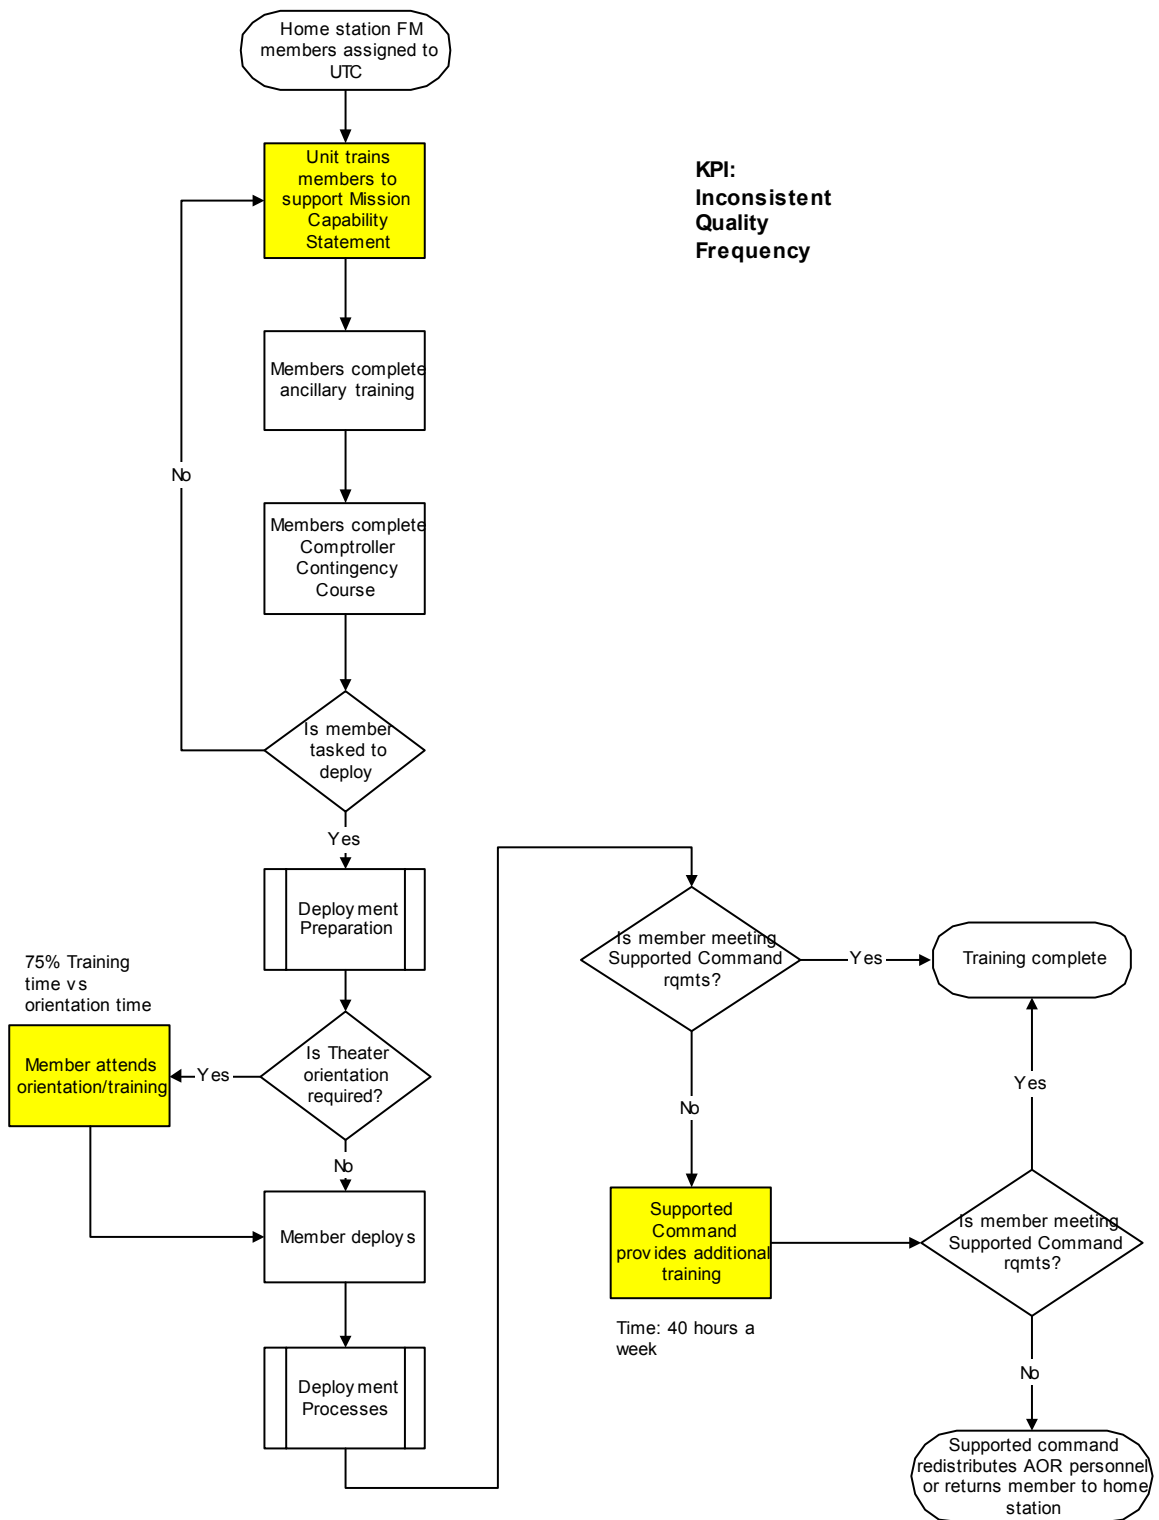 Home station FM
members assigned to
UTC
Unit trains
members to
support Mission
Capability
Statement
KPI:
Inconsistent
Quality
Frequency
Members complete
ancillary training
No
Members complete
Comptroller
Contingency
Course
Is member
tasked to
deploy
Yes
Deployment
Preparation
75% Training
time vs
orientation time
Member attends
orientation/training
Yes
Is Theater
orientation
required?
No
Member deploys
Deployment
Processes
Is member meeting
Supported Command
rqmts?
Yes
Training complete
No
Yes
Supported
Command
provides additional
training
Time: 40 hours a
week
Is member meeting
Supported Command
rqmts?
No
Supported command
redistributes AOR personnel
or returns member to home
station